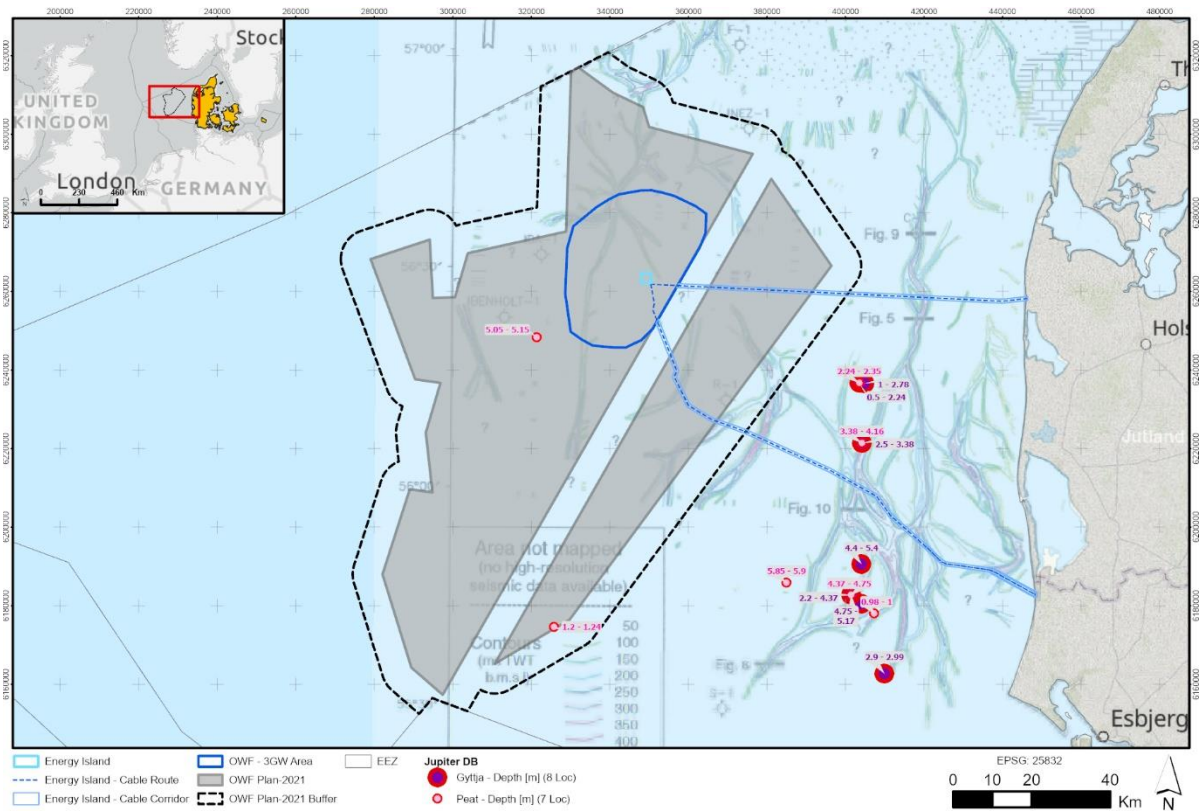 200000 220000 240000 260000 280000 300000 320000 340000 360000 380000 400000 420000 440000 460000 480000
6320000
6300000
6280000
6260000
6240000
6220000
6200000
6180000
6160000
UNITED
KINGDOM
London
GERMANY
0 230 460 Km
57°00'
56°30'
56°00'
INEZ-1
IBENHOLT-1
R-1
S-1
Fig. 9
Fig. 5
Fig. 10
Jutland
Esbjerg
5.05 - 5.15
2.24 - 2.35
1 - 2.78
0.5 - 2.24
3.38 - 4.16
2.5 - 3.38
4.4 - 5.4
5.85 - 5.9
4.37 - 4.75
2.2 - 4.37
0.98 - 1
4.75 -
5.17
1.2 - 1.24
2.9 - 2.99
Area not mapped
(no high-resolution
seismic data available)
Contours
(m TWT
b.m.s.l.)
50
100
150
200
250
300
350
400
Energy Island
Energy Island - Cable Route
Energy Island - Cable Corridor
OWF - 3GW Area
OWF Plan-2021
OWF Plan-2021 Buffer
EEZ
Jupiter DB
Gyttja - Depth [m] (8 Loc)
Peat - Depth [m] (7 Loc)
EPSG: 25832
0 10 20 40
Km
N